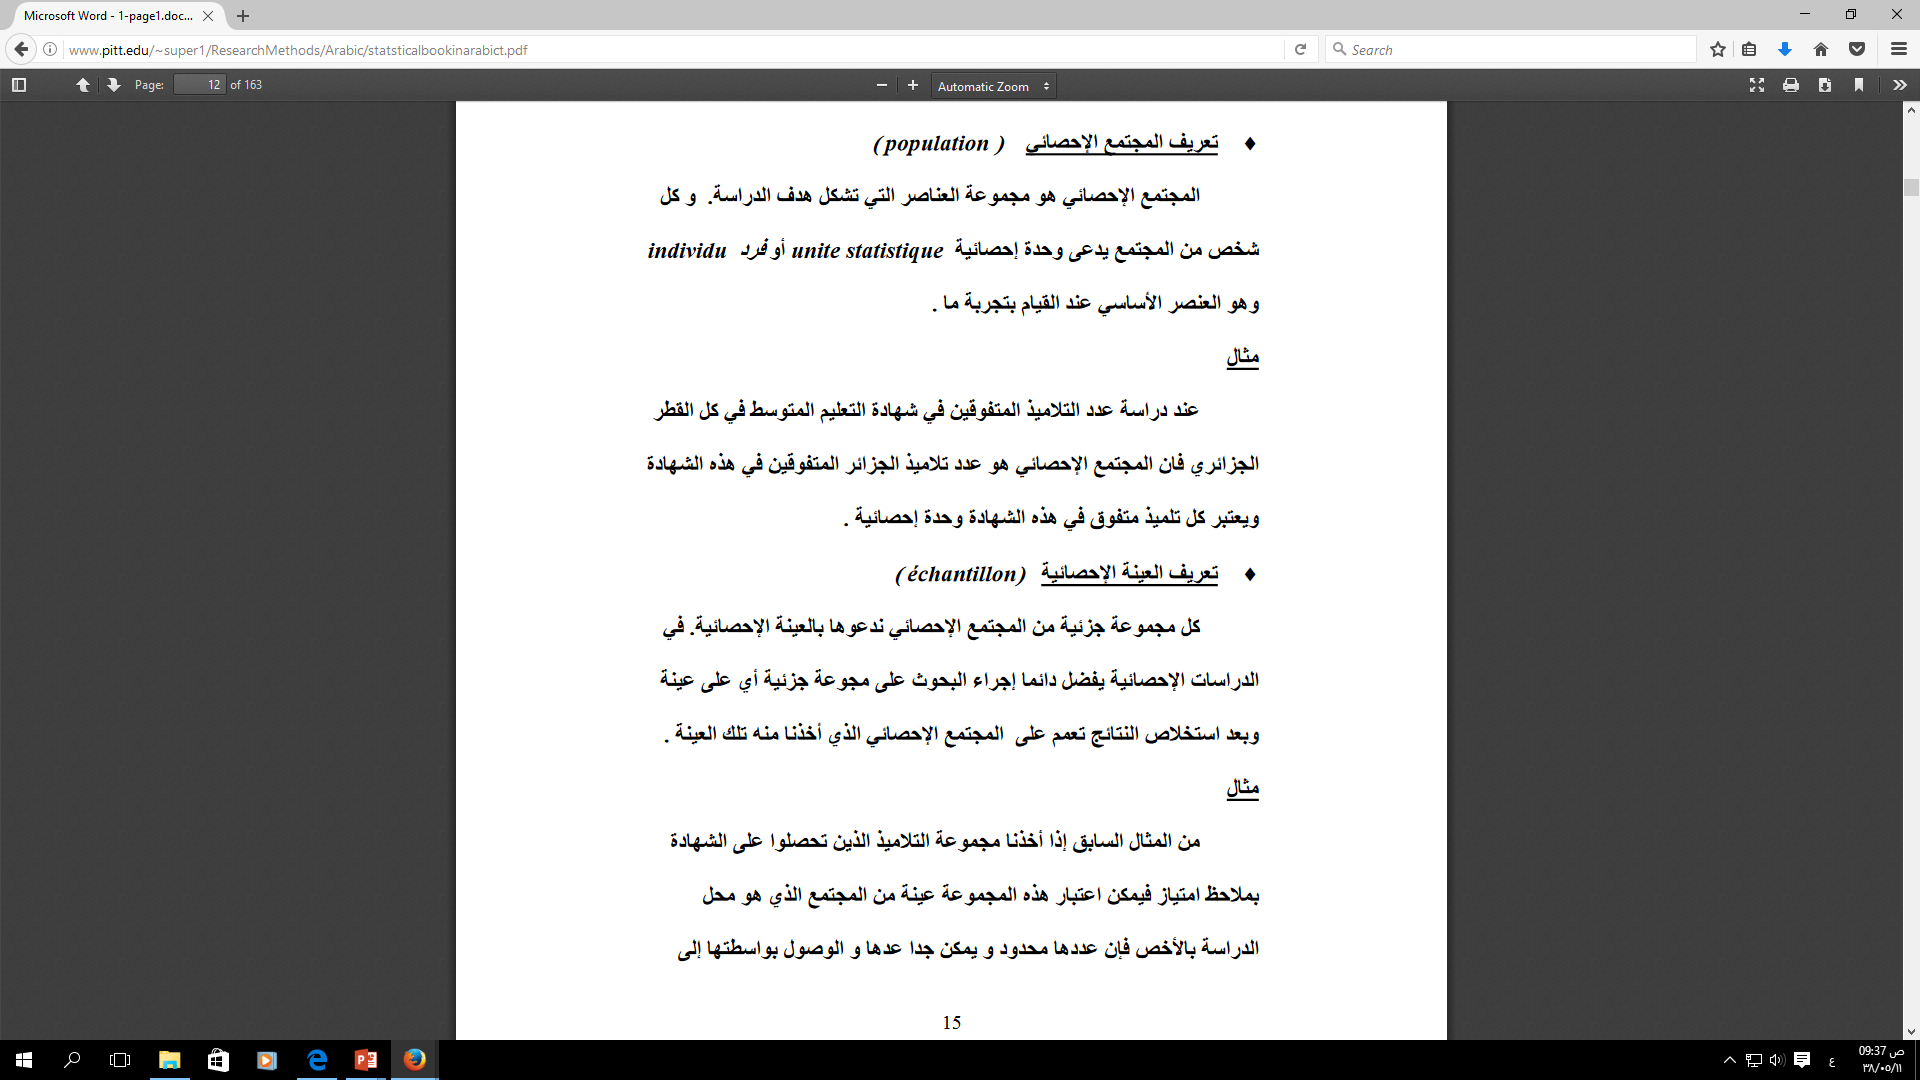 Microsoft Word - 1-page1.doc...
www.pitt.edu/~super1/ResearchMethods/Arabic/statsticalbookinarabict.pdf
Search
Page: 12 of 163
Automatic Zoom
♦ تعريف المجتمع الإحصائي ( population )
المجتمع الإحصائي هو مجموعة العناصر التي تشكل هدف الدراسة. و كل
شخص من المجتمع يدعى وحدة إحصائية unite statistique أو فرد individu
وهو العنصر الأساسي عند القيام بتجربة ما .
مثال
عند دراسة عدد التلاميذ المتفوقين في شهادة التعليم المتوسط في كل القطر
الجزائري فان المجتمع الإحصائي هو عدد تلاميذ الجزائر المتفوقين في هذه الشهادة
ويعتبر كل تلميذ متفوق في هذه الشهادة وحدة إحصائية .
♦ تعريف العينة الإحصائية (échantillon )
كل مجموعة جزئية من المجتمع الإحصائي ندعوها بالعينة الإحصائية. في
الدراسات الإحصائية يفضل دائما إجراء البحوث على مجوعة جزئية أي على عينة
وبعد استخلاص النتائج تعمم على المجتمع الإحصائي الذي أخذنا منه تلك العينة .
مثال
من المثال السابق إذا أخذنا مجموعة التلاميذ الذين تحصلوا على الشهادة
بملاحظ امتياز فيمكن اعتبار هذه المجموعة عينة من المجتمع الذي هو محل
الدراسة بالأخص فإن عددها محدود و يمكن جدا عدها و الوصول بواسطتها إلى
15
ع
09:37 ص
٣٨/٠٥/١١